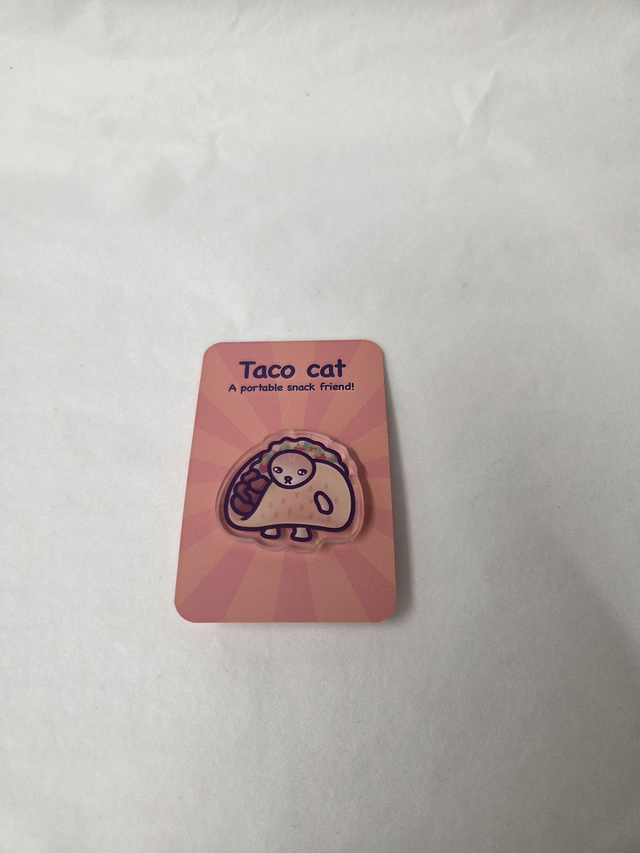 Taco cat
A portable snack friend!